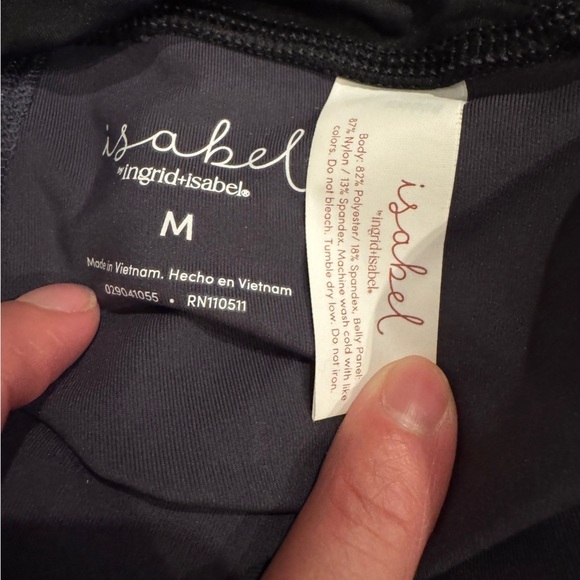 isabel
by ingrid+isabel®
M
Made in Vietnam. Hecho en Vietnam
029041055 • RN110511
isabel
by ingrid+isabel®
Body: 82% Polyester/ 18% Spandex, Belly Panel:
87% Nylon / 13% Spandex. Machine wash cold with like
colors. Do not bleach. Tumble dry low. Do not iron.